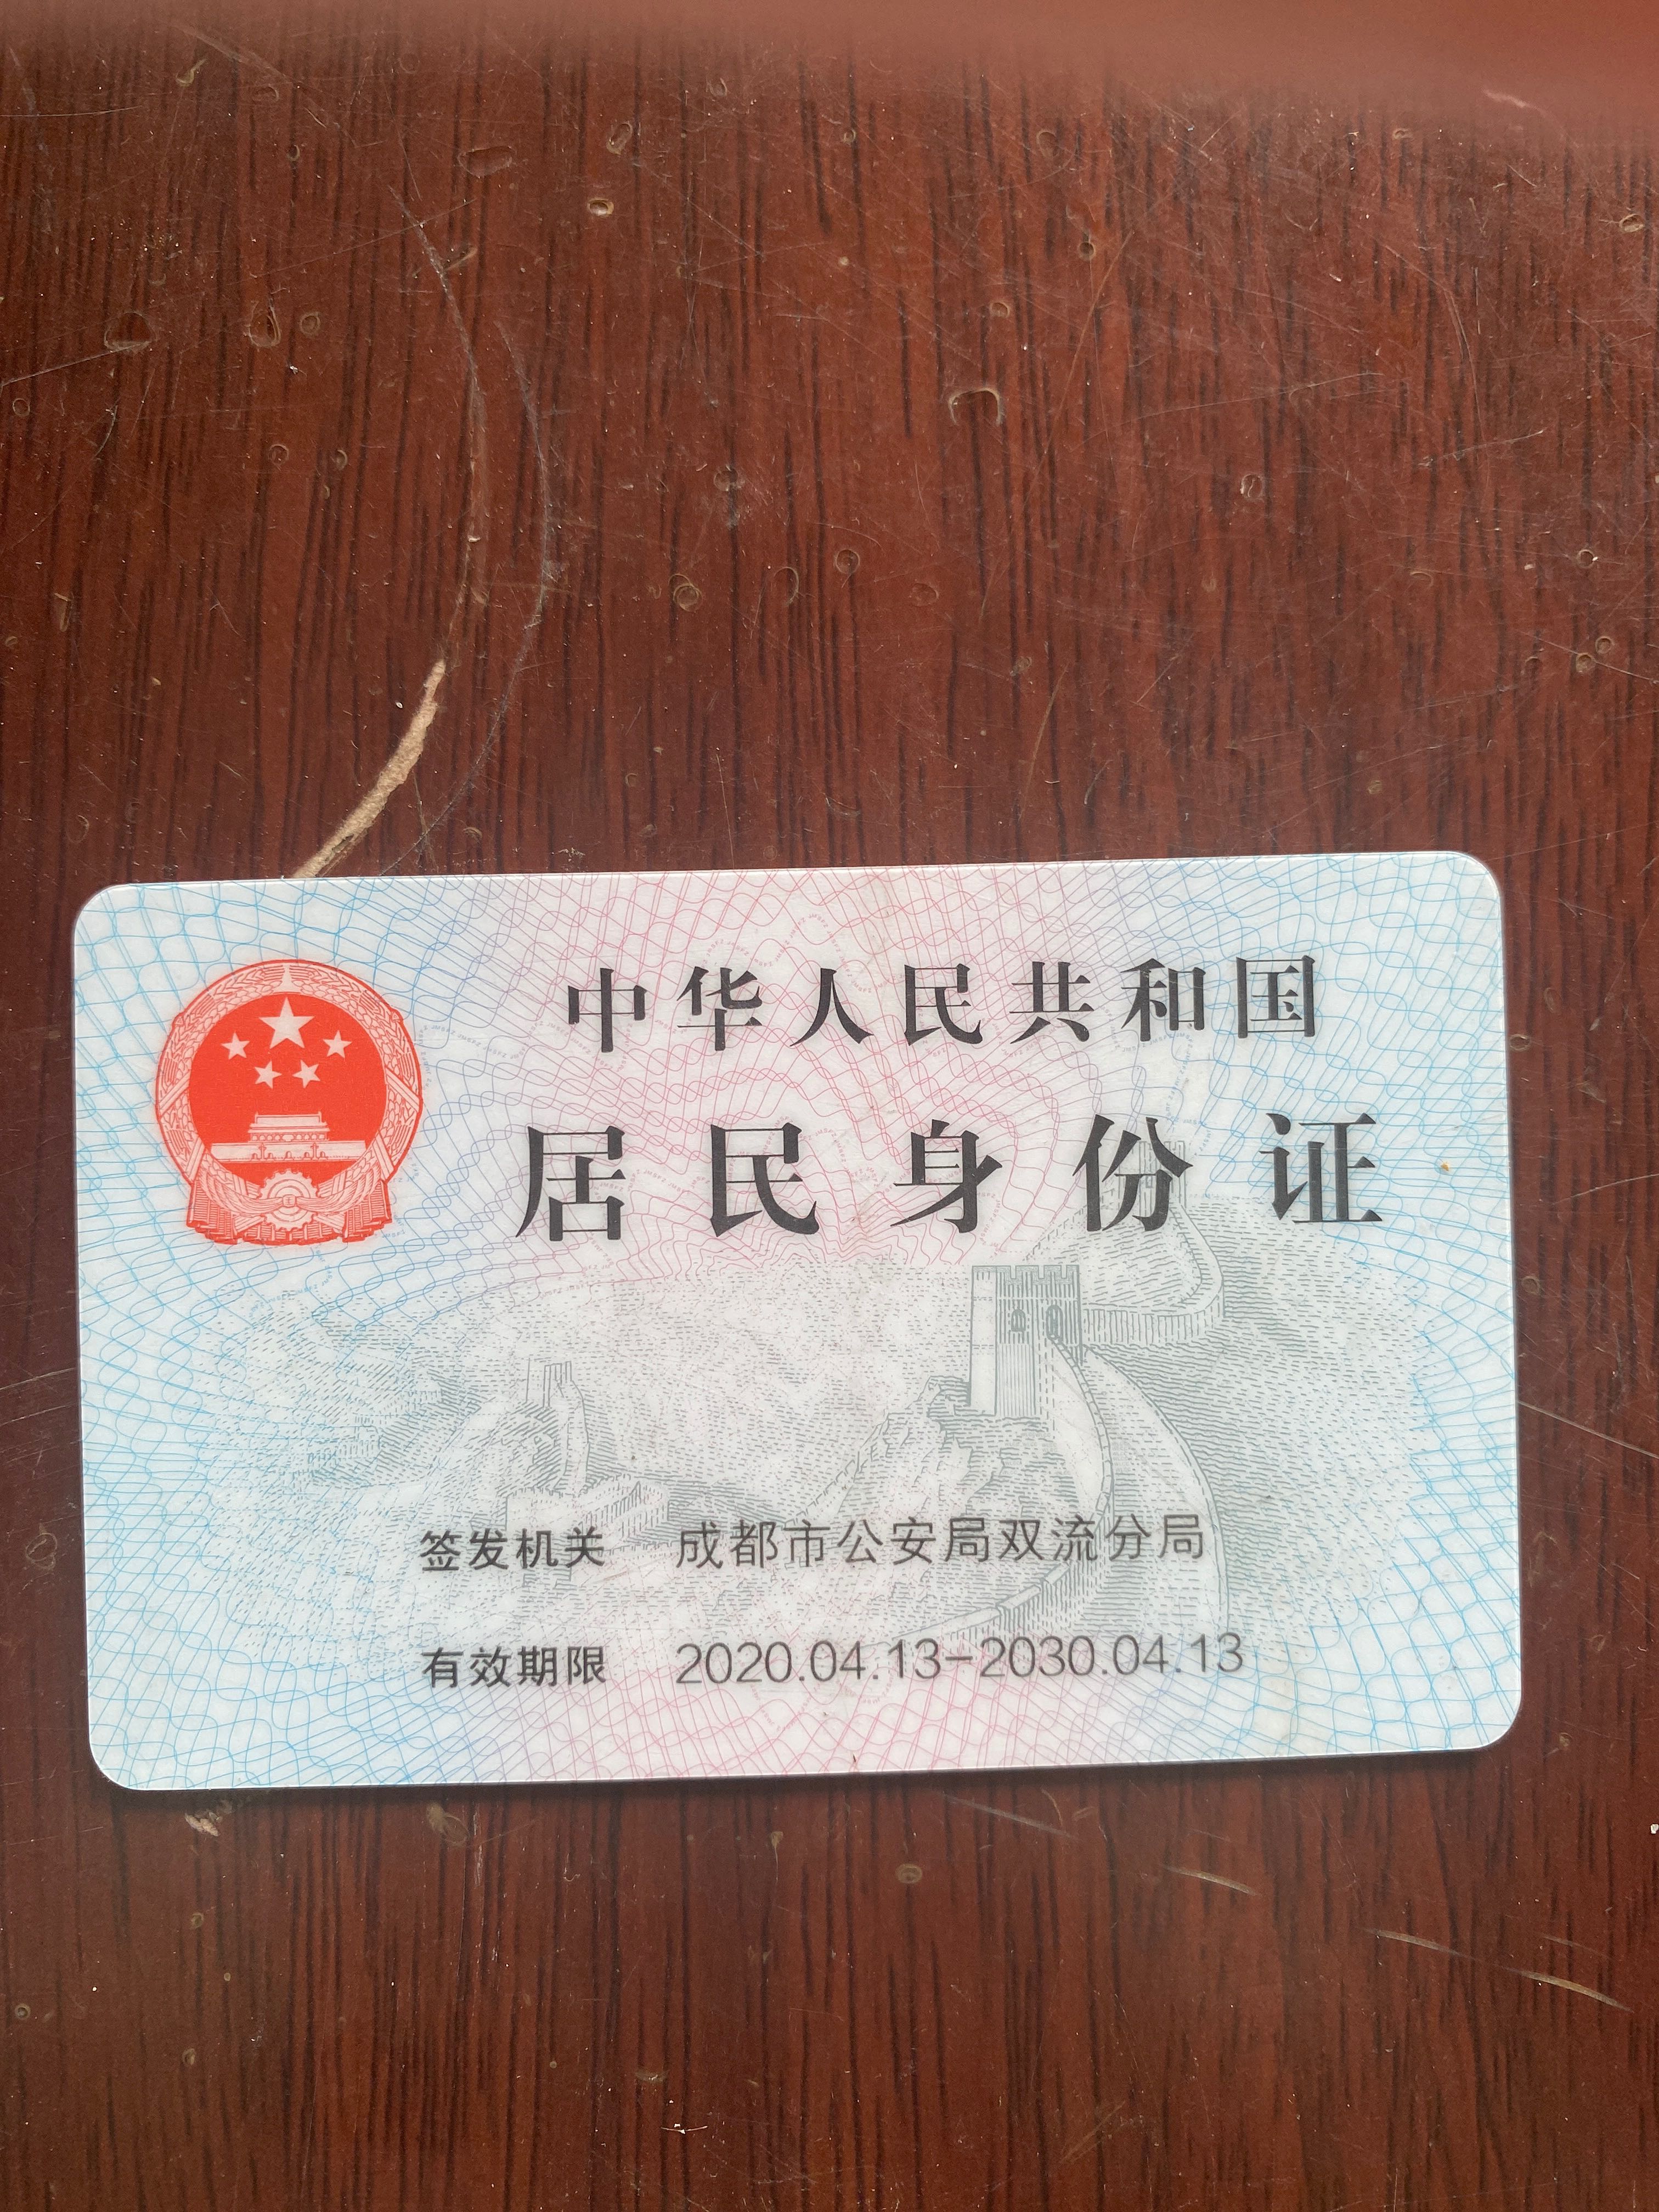 中华人民共和国
居民身份证
签发机关 成都市公安局双流分局
有效期限 2020.04.13-2030.04.13